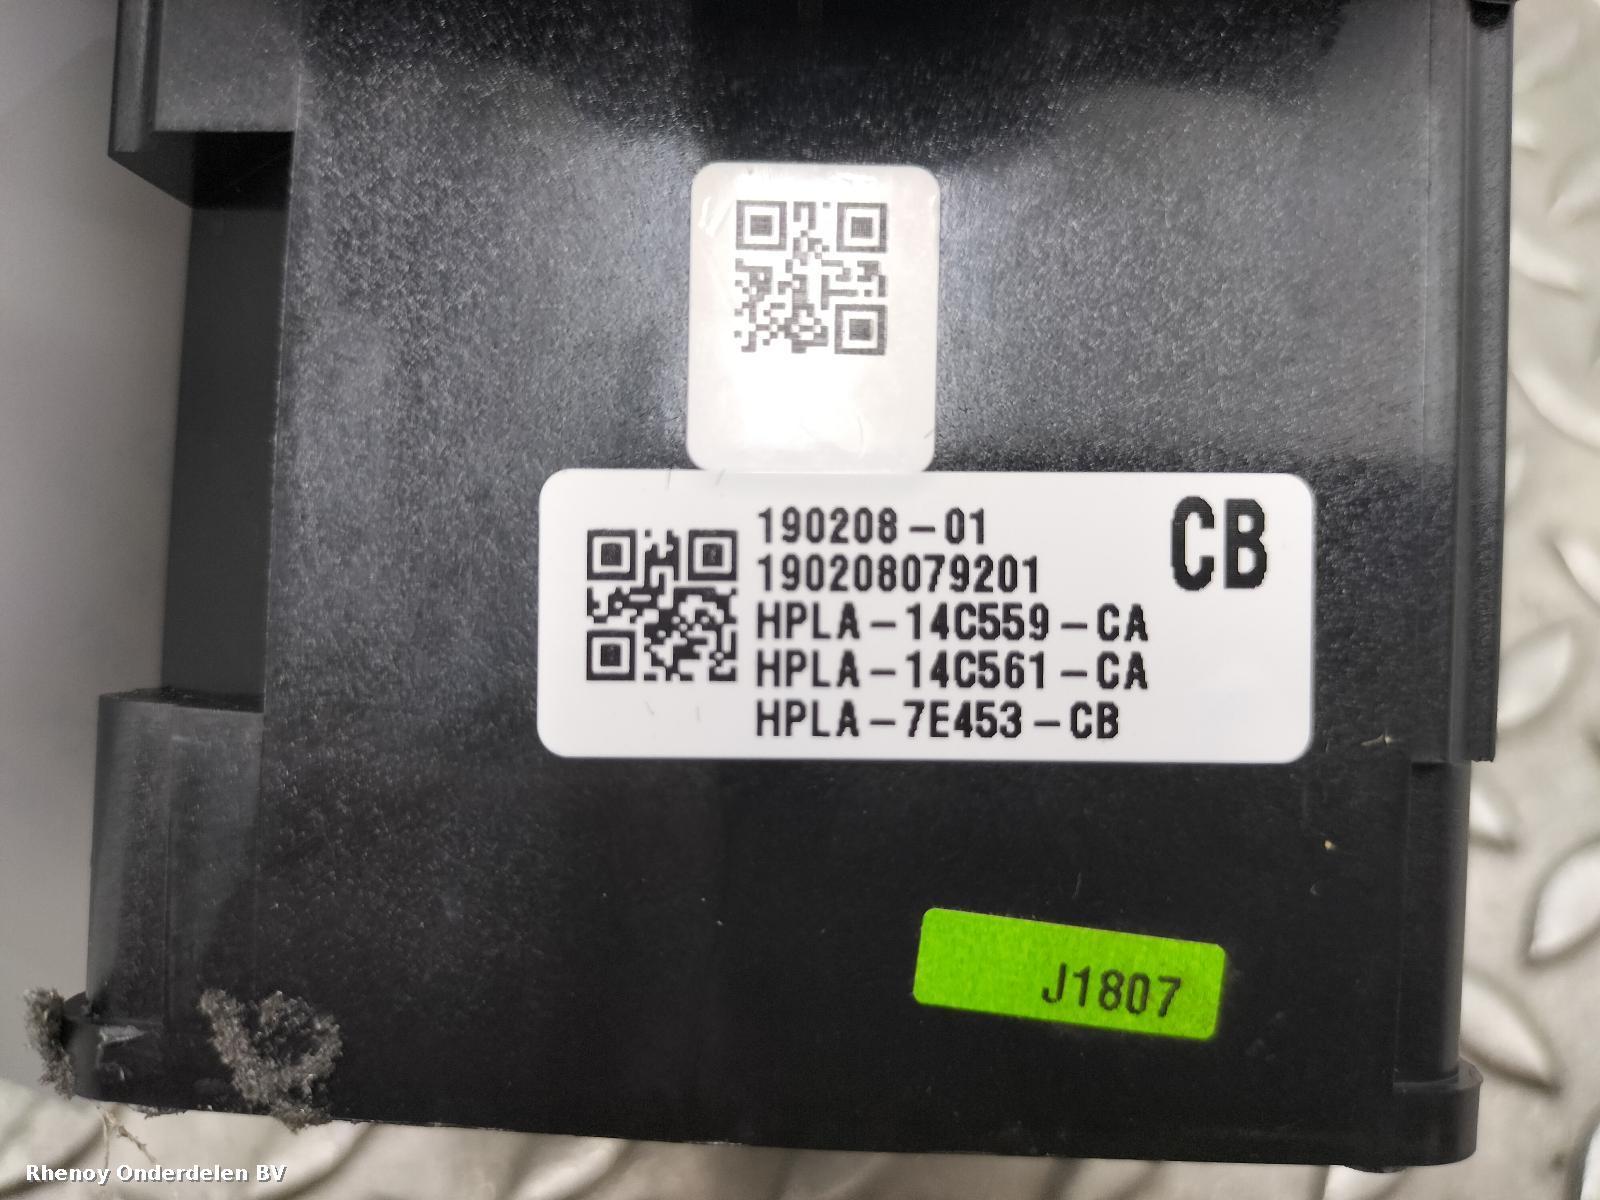 190208-01
CB
190208079201
HPLA-14C559-CA
HPLA-14C561-CA
HPLA-7E453-CB
J1807
Rhenoy Onderdelen BV